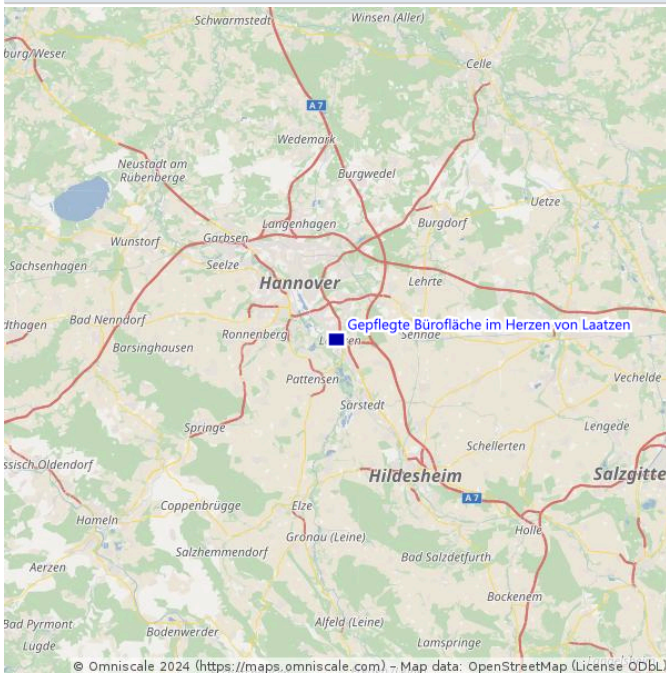 Schwarmstedt
Winsen (Aller)
burg/Weser
Celle
A 7
Wedemark
Neustadt am
Rubenberge
Burgwedel
Uetze
Langenhagen
Burgdorf
Wunstorf
Garbsen
Seelze
Sachsenhagen
Hannover
Lehrte
Bad Nenndorf
dthagen
Ronnenberg
Gepflegte Bürofläche im Herzen von Laatzen
Barsinghausen
Pattensen
Vechelde
Sarstedt
Springe
Lengede
Schellerten
ssisch Oldendorf
Hildesheim
Salzgitte
A 7
Coppenbrügge
Elze
Hameln
Holle
Gronau (Leine)
Salzhemmendorf
Bad Salzdetfurth
Aerzen
Bockenem
Bad Pyrmont
Alfeld (Leine)
Bodenwerder
Lügde
Lamspringe
© Omniscale 2024 (https://maps.omniscale.com) – Map data: OpenStreetMap (License ODbL)